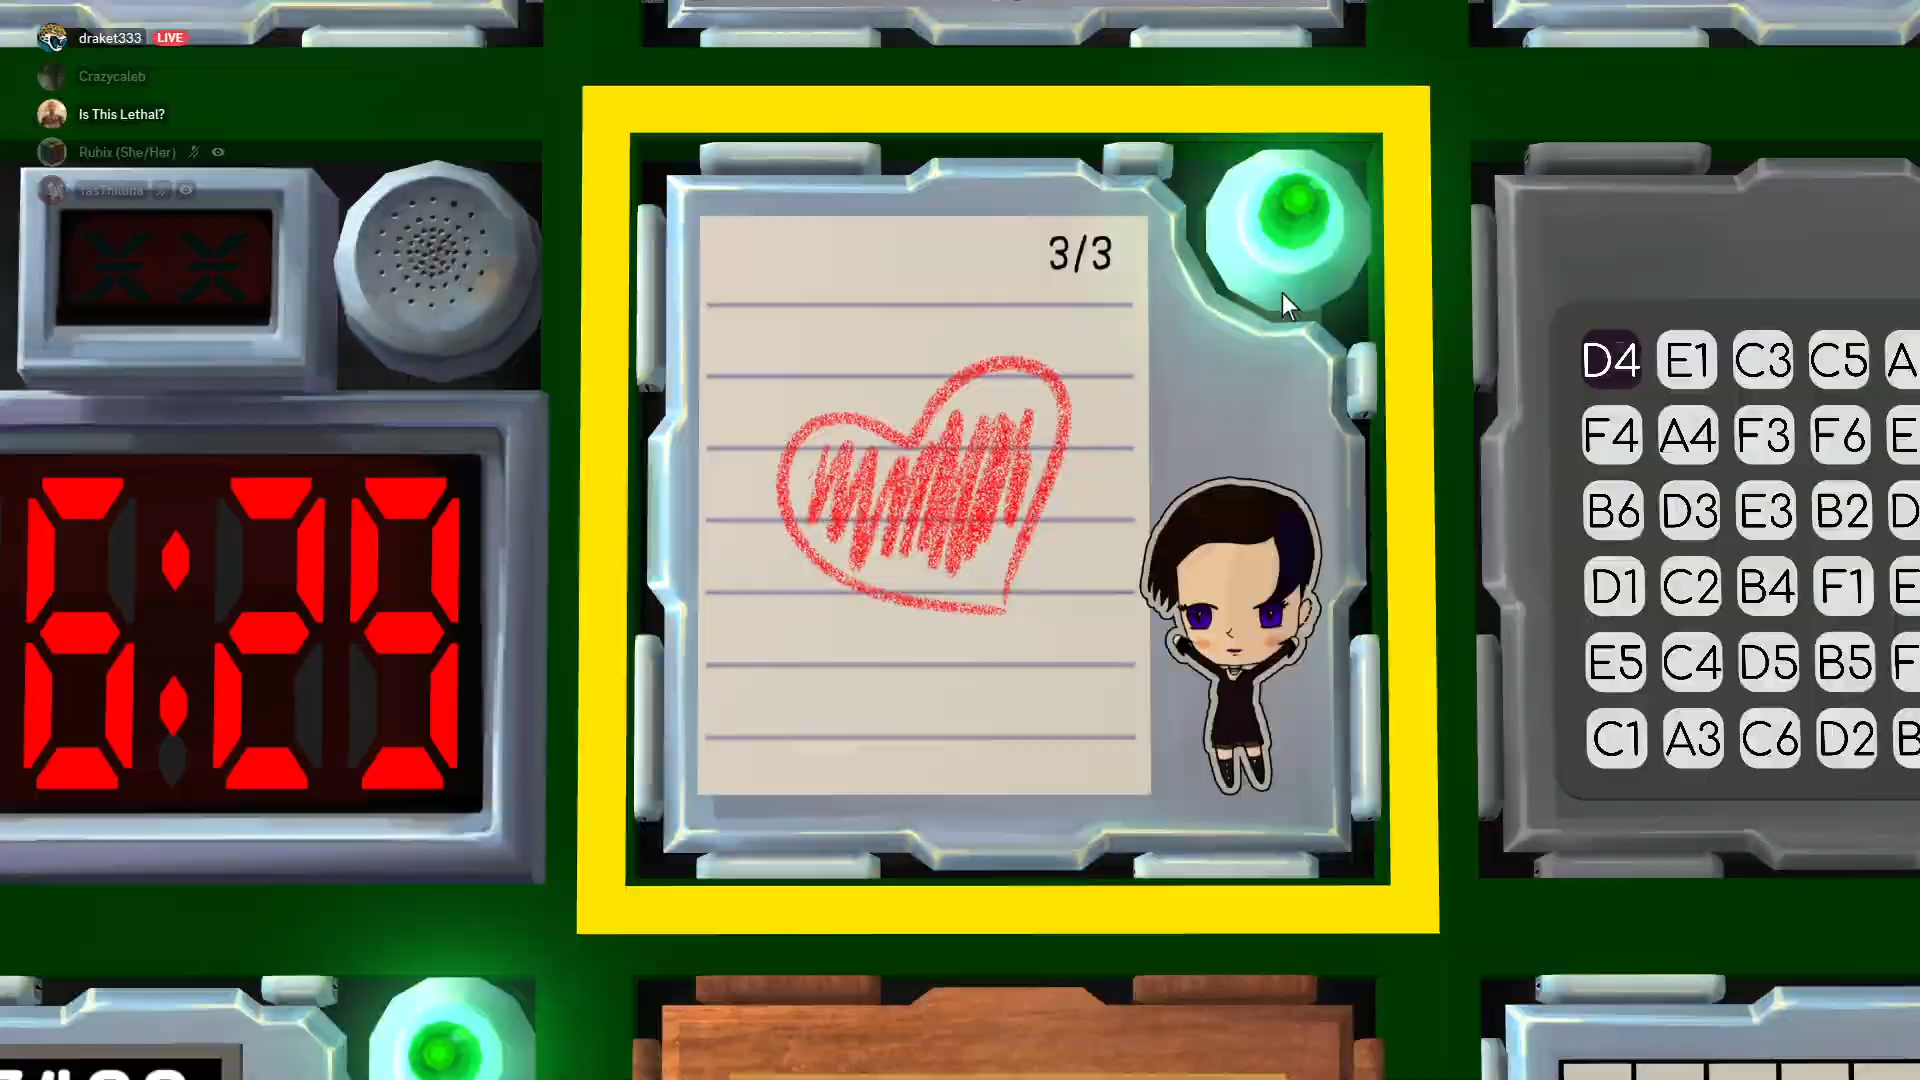 draket333 LIVE
Crazycaleb
Is This Lethal?
Rubix (She/Her)
3/3
D4 E1 C3 C5 A
F4 A4 F3 F6 E
B6 D3 E3 B2 D
D1 C2 B4 F1 E
E5 C4 D5 B5 F
C1 A3 C6 D2 B